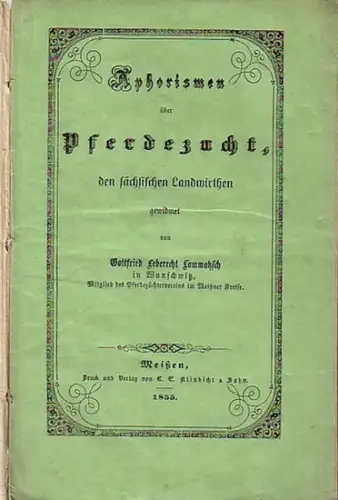 Aphorismen
über
Pferdezucht,
den sächsischen Landwirthen
gewidmet
von
Gottfried Leberecht Lommatzsch
in Wunschwitz,
Mitglied des Pferdezüchtervereins im Meißner Kreise.
Meißen,
Druck und Verlag von C. E. Klinkicht & Sohn.
1855.